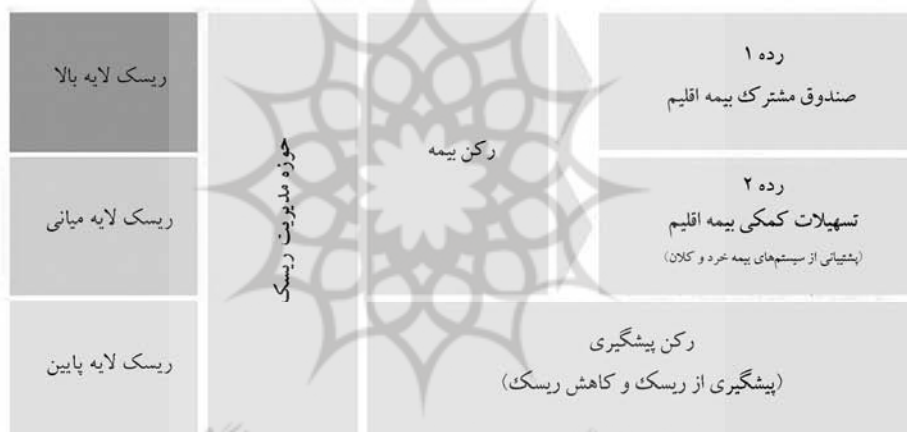 ریسک لایه بالا
ریسک لایه میانی
ریسک لایه پایین
حوزه مدیریت ریسک
رکن بیمه
رده ۱
صندوق مشترک بیمه اقلیم
رده ۲
تسهیلات کمکی بیمه اقلیم
(پشتیبانی از سیستم‌های بیمه خرد و کلان)
رکن پیشگیری
(پیشگیری از ریسک و کاهش ریسک)